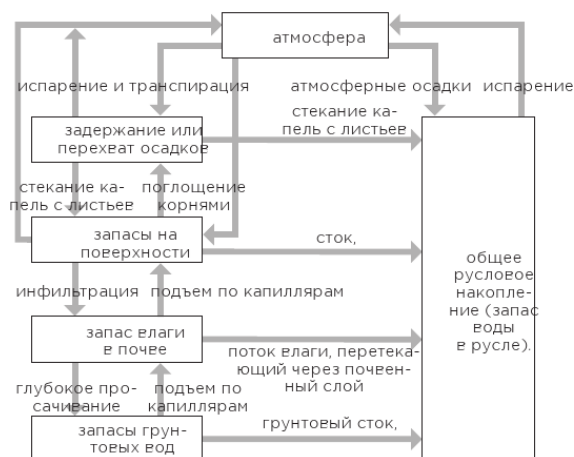 атмосфера
испарение и транспирация
атмосферные осадки
испарение
стекание ка-
пель с листьев
задержание или
перехват осадков
стекание ка-
пель с листьев
поглощение
корнями
запасы на
поверхности
сток,
общее
русловое
накопле-
ние (запас
воды
в русле).
инфильтрация
подъем по капиллярам
запас влаги
в почве
поток влаги, перетека-
ющий через почвен-
ный слой
глубокое про-
сачивание
подъем по
капиллярам
грунтовый сток,
запасы грун-
товых вод